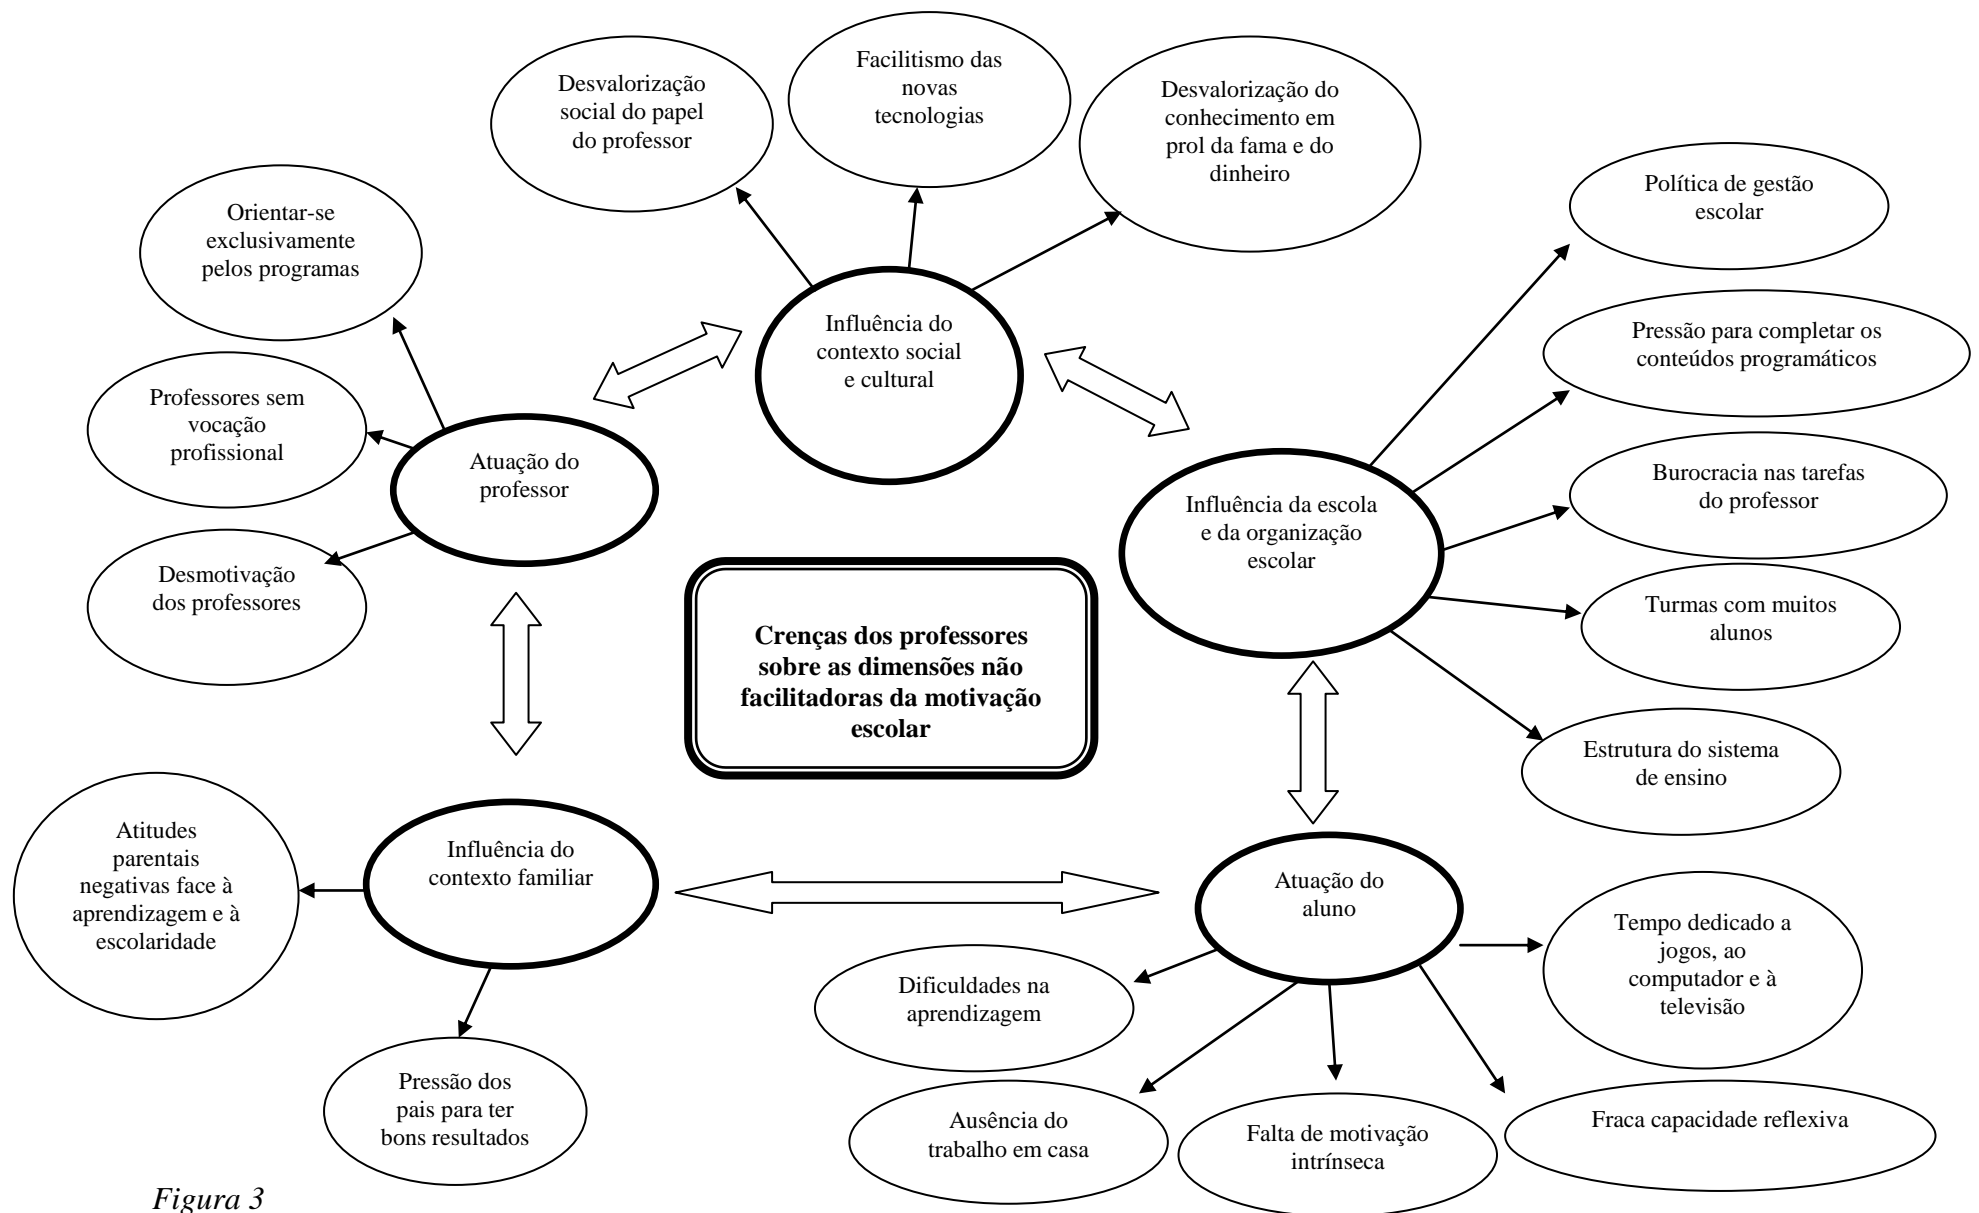 Desvalorização
social do papel
do professor
Facilitismo das
novas
tecnologias
Desvalorização do
conhecimento em
prol da fama e do
dinheiro
Política de gestão
escolar
Orientar-se
exclusivamente
pelos programas
Influência do
contexto social
e cultural
Pressão para completar os
conteúdos programáticos
Professores sem
vocação
profissional
Atuação do
professor
Influência da escola
e da organização
escolar
Burocracia nas tarefas
do professor
Desmotivação
dos professores
Crenças dos professores
sobre as dimensões não
facilitadoras da motivação
escolar
Turmas com muitos
alunos
Estrutura do sistema
de ensino
Atitudes
parentais
negativas face à
aprendizagem e à
escolaridade
Influência do
contexto familiar
Atuação do
aluno
Tempo dedicado a
jogos, ao
computador e à
televisão
Dificuldades na
aprendizagem
Pressão dos
pais para ter
bons resultados
Ausência do
trabalho em casa
Falta de motivação
intrínseca
Fraca capacidade reflexiva
Figura 3